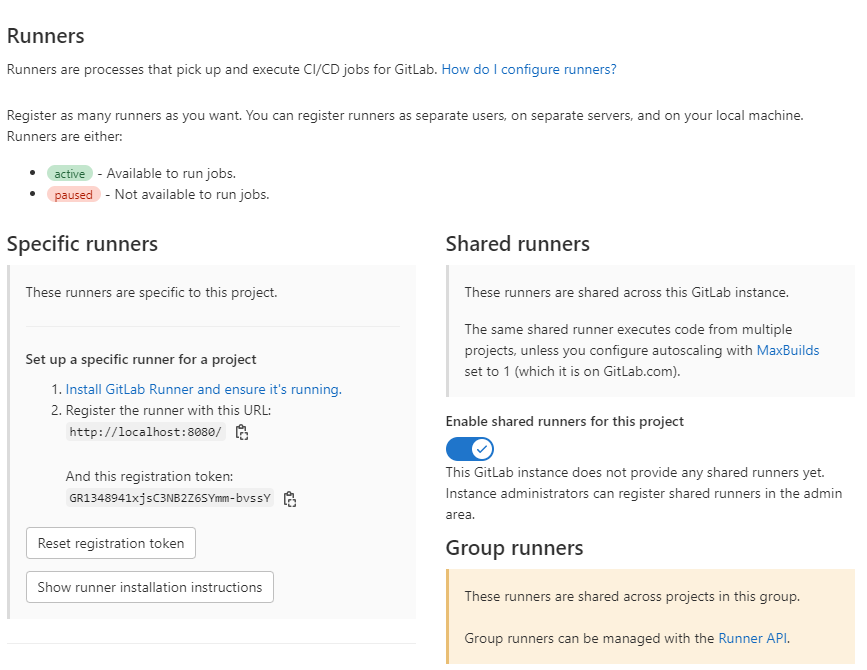 Runners
Runners are processes that pick up and execute CI/CD jobs for GitLab. How do I configure runners?
Register as many runners as you want. You can register runners as separate users, on separate servers, and on your local machine.
Runners are either:
active - Available to run jobs.
paused - Not available to run jobs.
Specific runners
These runners are specific to this project.
Set up a specific runner for a project
1. Install GitLab Runner and ensure it's running.
2. Register the runner with this URL:
http://localhost:8080/
And this registration token:
GR1348941xjsC3NB2Z6SYmm-bvssY
Reset registration token
Show runner installation instructions
Shared runners
These runners are shared across this GitLab instance.
The same shared runner executes code from multiple
projects, unless you configure autoscaling with MaxBuilds
set to 1 (which it is on GitLab.com).
Enable shared runners for this project
This GitLab instance does not provide any shared runners yet.
Instance administrators can register shared runners in the admin
area.
Group runners
These runners are shared across projects in this group.
Group runners can be managed with the Runner API.